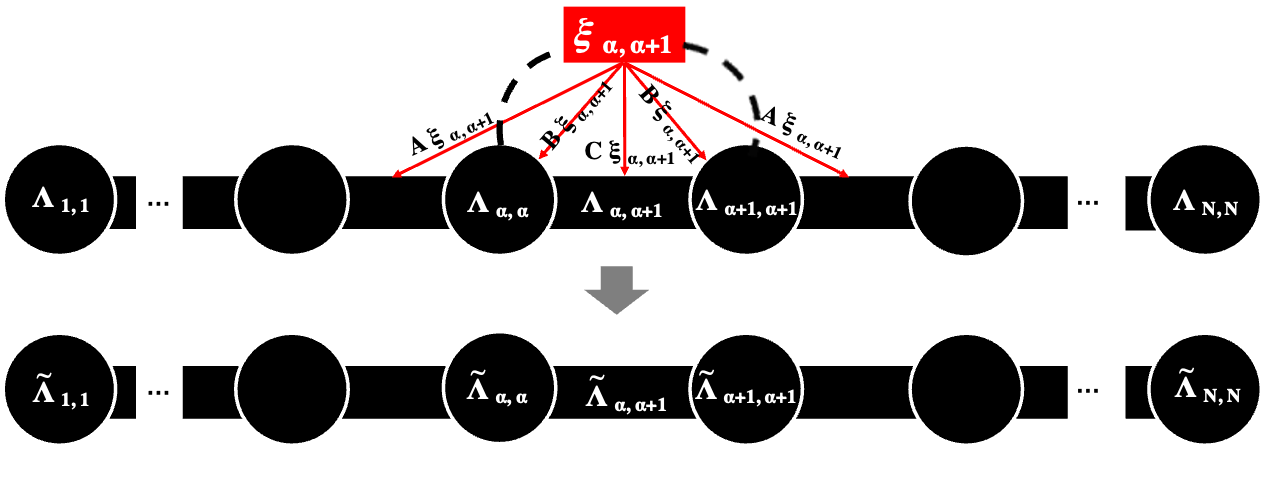 ξ α, α+1
A ξ α, α+1
B ξ α, α+1
C ξ α, α+1
B ξ α, α+1
A ξ α, α+1
Λ 1, 1 ... Λ α, α Λ α, α+1 Λ α+1, α+1 ... Λ N, N
Λ̃ 1, 1 ... Λ̃ α, α Λ̃ α, α+1 Λ̃ α+1, α+1 ... Λ̃ N, N